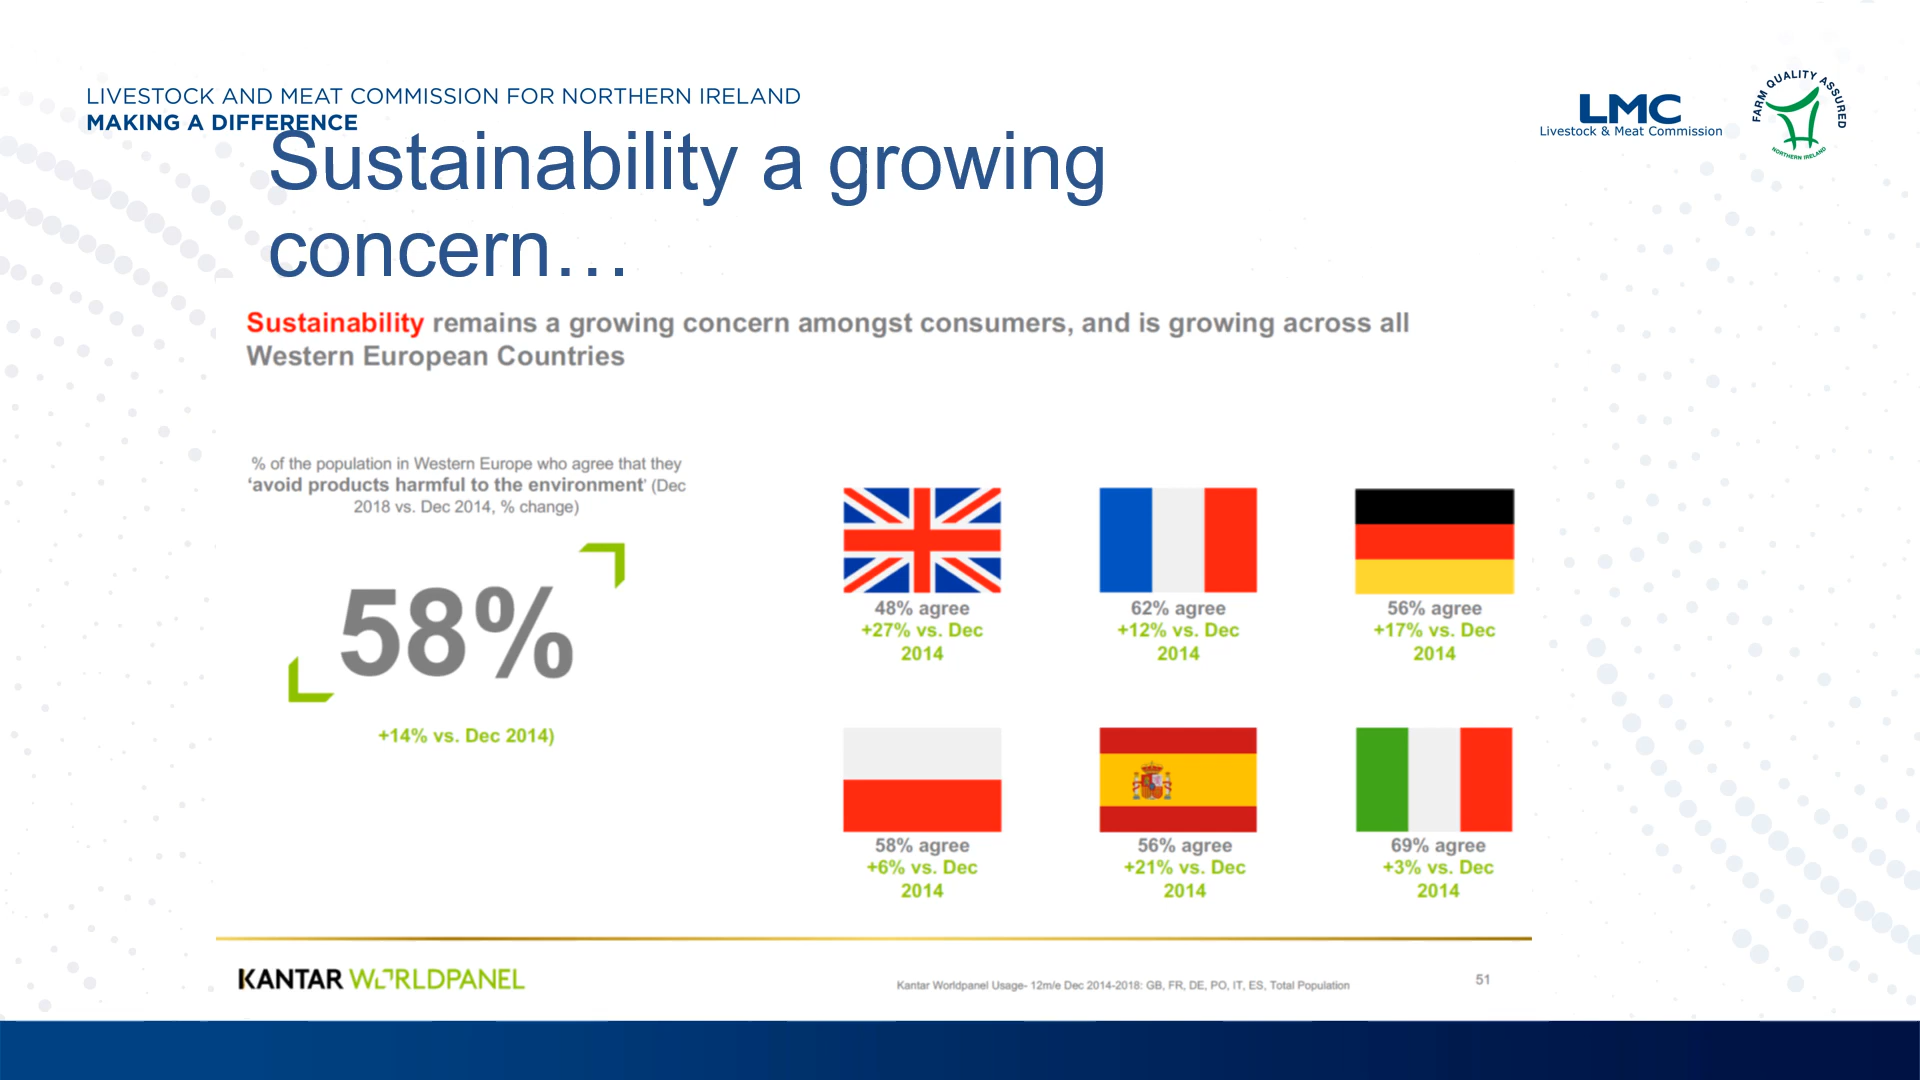 LIVESTOCK AND MEAT COMMISSION FOR NORTHERN IRELAND
MAKING A DIFFERENCE
LMC
Livestock & Meat Commission
FARM QUALITY ASSURED
NORTHERN IRELAND
Sustainability a growing
concern…
Sustainability remains a growing concern amongst consumers, and is growing across all
Western European Countries
% of the population in Western Europe who agree that they
‘avoid products harmful to the environment’ (Dec
2018 vs. Dec 2014, % change)
58%
+14% vs. Dec 2014)
48% agree
+27% vs. Dec
2014
62% agree
+12% vs. Dec
2014
56% agree
+17% vs. Dec
2014
58% agree
+6% vs. Dec
2014
56% agree
+21% vs. Dec
2014
69% agree
+3% vs. Dec
2014
KANTAR WORLDPANEL
Kantar Worldpanel Usage- 12m/e Dec 2014-2018: GB, FR, DE, PO, IT, ES, Total Population
51